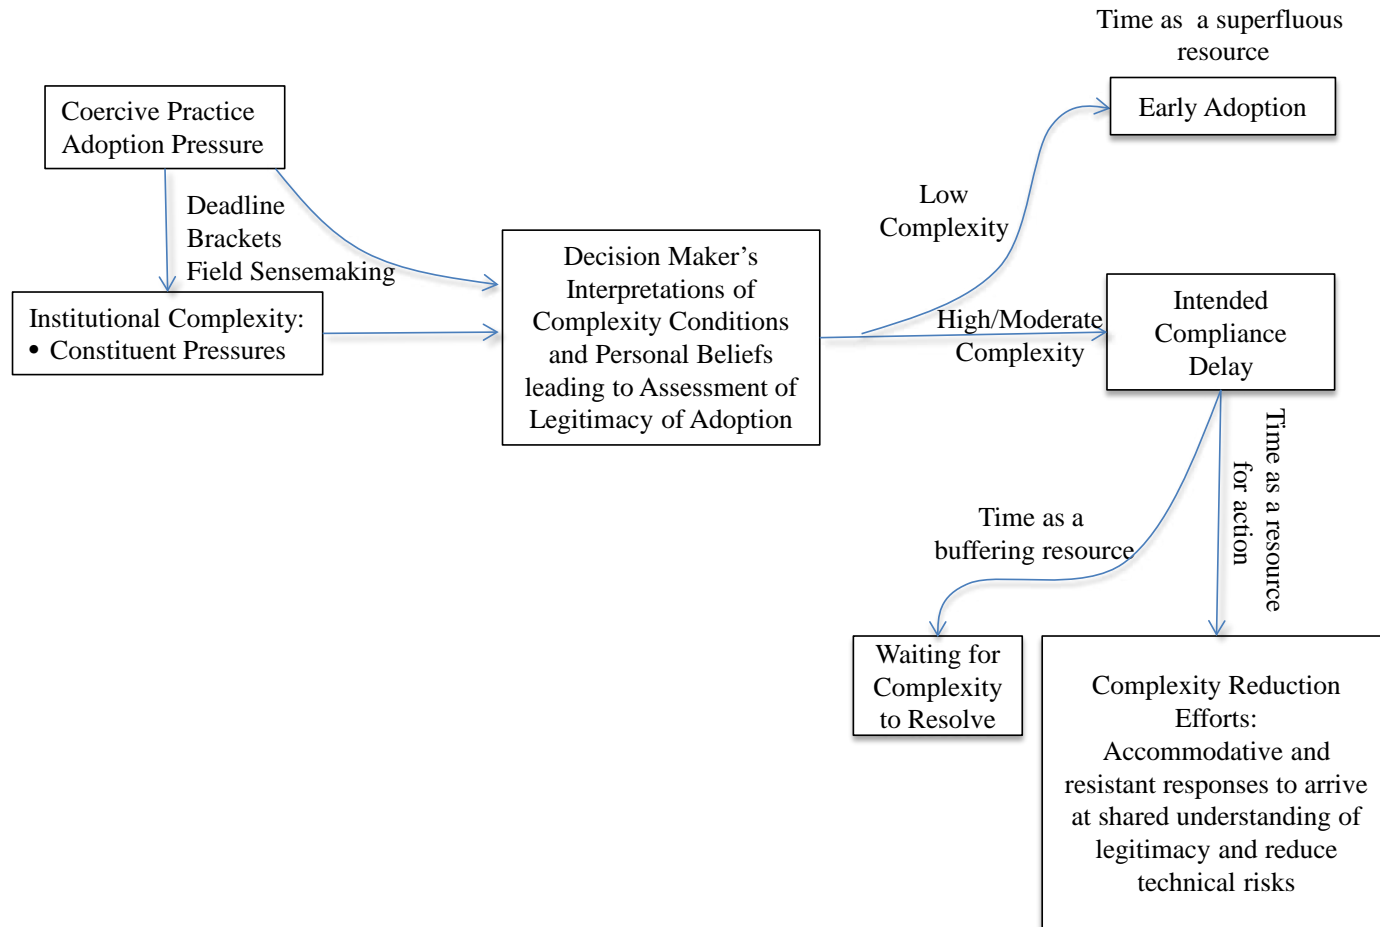 Time as a superfluous
resource
Coercive Practice
Adoption Pressure
Early Adoption
Deadline
Brackets
Field Sensemaking
Low
Complexity
Decision Maker’s
Interpretations of
Complexity Conditions
and Personal Beliefs
leading to Assessment of
Legitimacy of Adoption
Institutional Complexity:
• Constituent Pressures
High/Moderate
Complexity
Intended
Compliance
Delay
Time as a resource
for action
Time as a
buffering resource
Waiting for
Complexity
to Resolve
Complexity Reduction
Efforts:
Accommodative and
resistant responses to arrive
at shared understanding of
legitimacy and reduce
technical risks